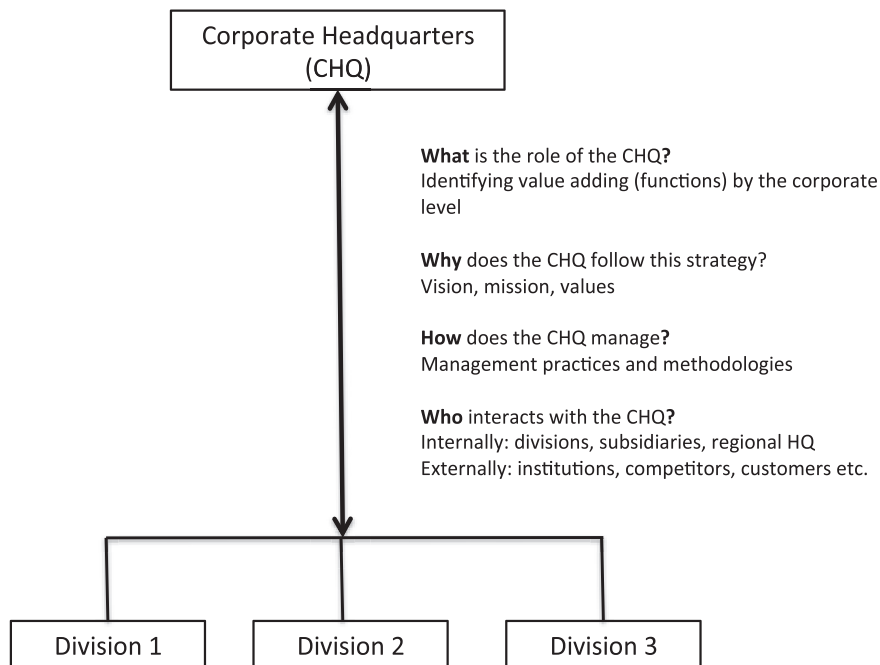 Corporate Headquarters
(CHQ)
What is the role of the CHQ?
Identifying value adding (functions) by the corporate
level
Why does the CHQ follow this strategy?
Vision, mission, values
How does the CHQ manage?
Management practices and methodologies
Who interacts with the CHQ?
Internally: divisions, subsidiaries, regional HQ
Externally: institutions, competitors, customers etc.
Division 1
Division 2
Division 3